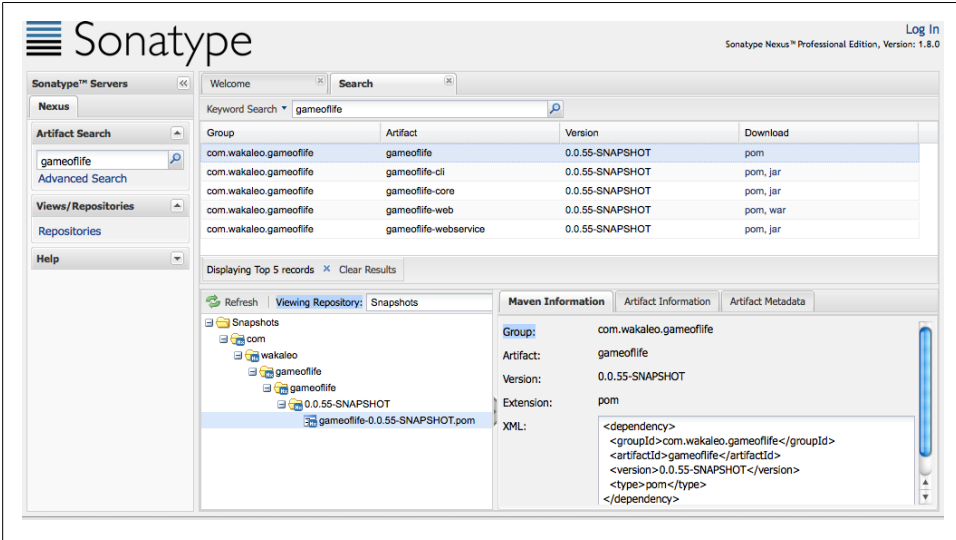 Sonatype
Log In
Sonatype Nexus™ Professional Edition, Version: 1.8.0
Sonatype™ Servers
Nexus
Artifact Search
gameoflife
Advanced Search
Views/Repositories
Repositories
Help
Welcome
Search
Keyword Search gameoflife
Group Artifact Version Download
com.wakaleo.gameoflife gameoflife 0.0.55-SNAPSHOT pom
com.wakaleo.gameoflife gameoflife-cli 0.0.55-SNAPSHOT pom, jar
com.wakaleo.gameoflife gameoflife-core 0.0.55-SNAPSHOT pom, jar
com.wakaleo.gameoflife gameoflife-web 0.0.55-SNAPSHOT pom, war
com.wakaleo.gameoflife gameoflife-webservice 0.0.55-SNAPSHOT pom, jar
Displaying Top 5 records Clear Results
Refresh Viewing Repository: Snapshots
Snapshots
com
wakaleo
gameoflife
gameoflife
0.0.55-SNAPSHOT
gameoflife-0.0.55-SNAPSHOT.pom
Maven Information Artifact Information Artifact Metadata
Group: com.wakaleo.gameoflife
Artifact: gameoflife
Version: 0.0.55-SNAPSHOT
Extension: pom
XML: <dependency>
<groupId>com.wakaleo.gameoflife</groupId>
<artifactId>gameoflife</artifactId>
<version>0.0.55-SNAPSHOT</version>
<type>pom</type>
</dependency>